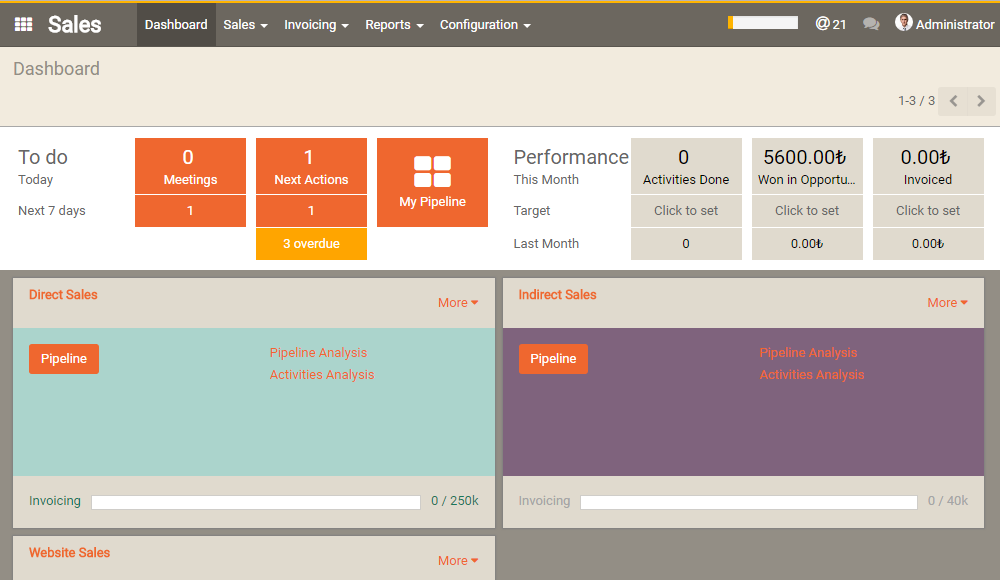 Sales
Dashboard
Sales
Invoicing
Reports
Configuration
@21
Administrator
Dashboard
1-3 / 3
To do
Today
Next 7 days
0
Meetings
1
1
Next Actions
1
3 overdue
My Pipeline
Performance
This Month
Target
Last Month
0
Activities Done
Click to set
0
5600.00₺
Won in Opportu...
Click to set
0.00₺
0.00₺
Invoiced
Click to set
0.00₺
Direct Sales
More
Pipeline
Pipeline Analysis
Activities Analysis
Invoicing
0 / 250k
Indirect Sales
More
Pipeline
Pipeline Analysis
Activities Analysis
Invoicing
0 / 40k
Website Sales
More